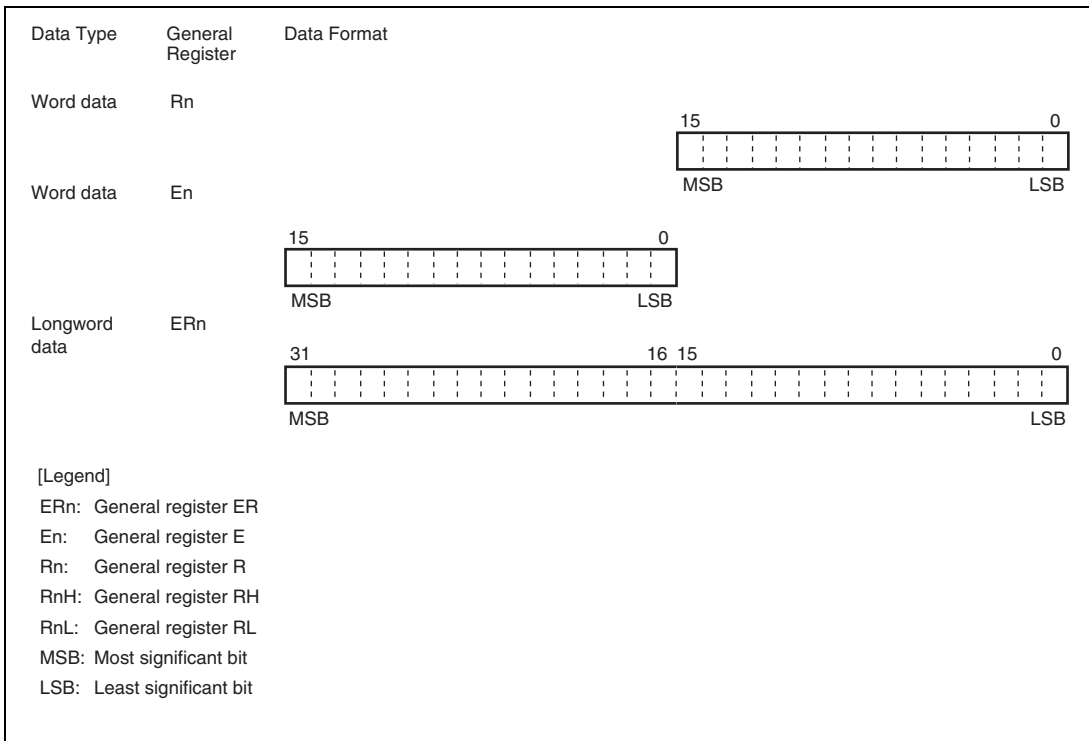 Data Type General Register Data Format
Word data Rn
15 0
MSB LSB
Word data En
15 0
MSB LSB
Longword data ERn
31 16 15 0
MSB LSB
[Legend]
ERn: General register ER
En: General register E
Rn: General register R
RnH: General register RH
RnL: General register RL
MSB: Most significant bit
LSB: Least significant bit